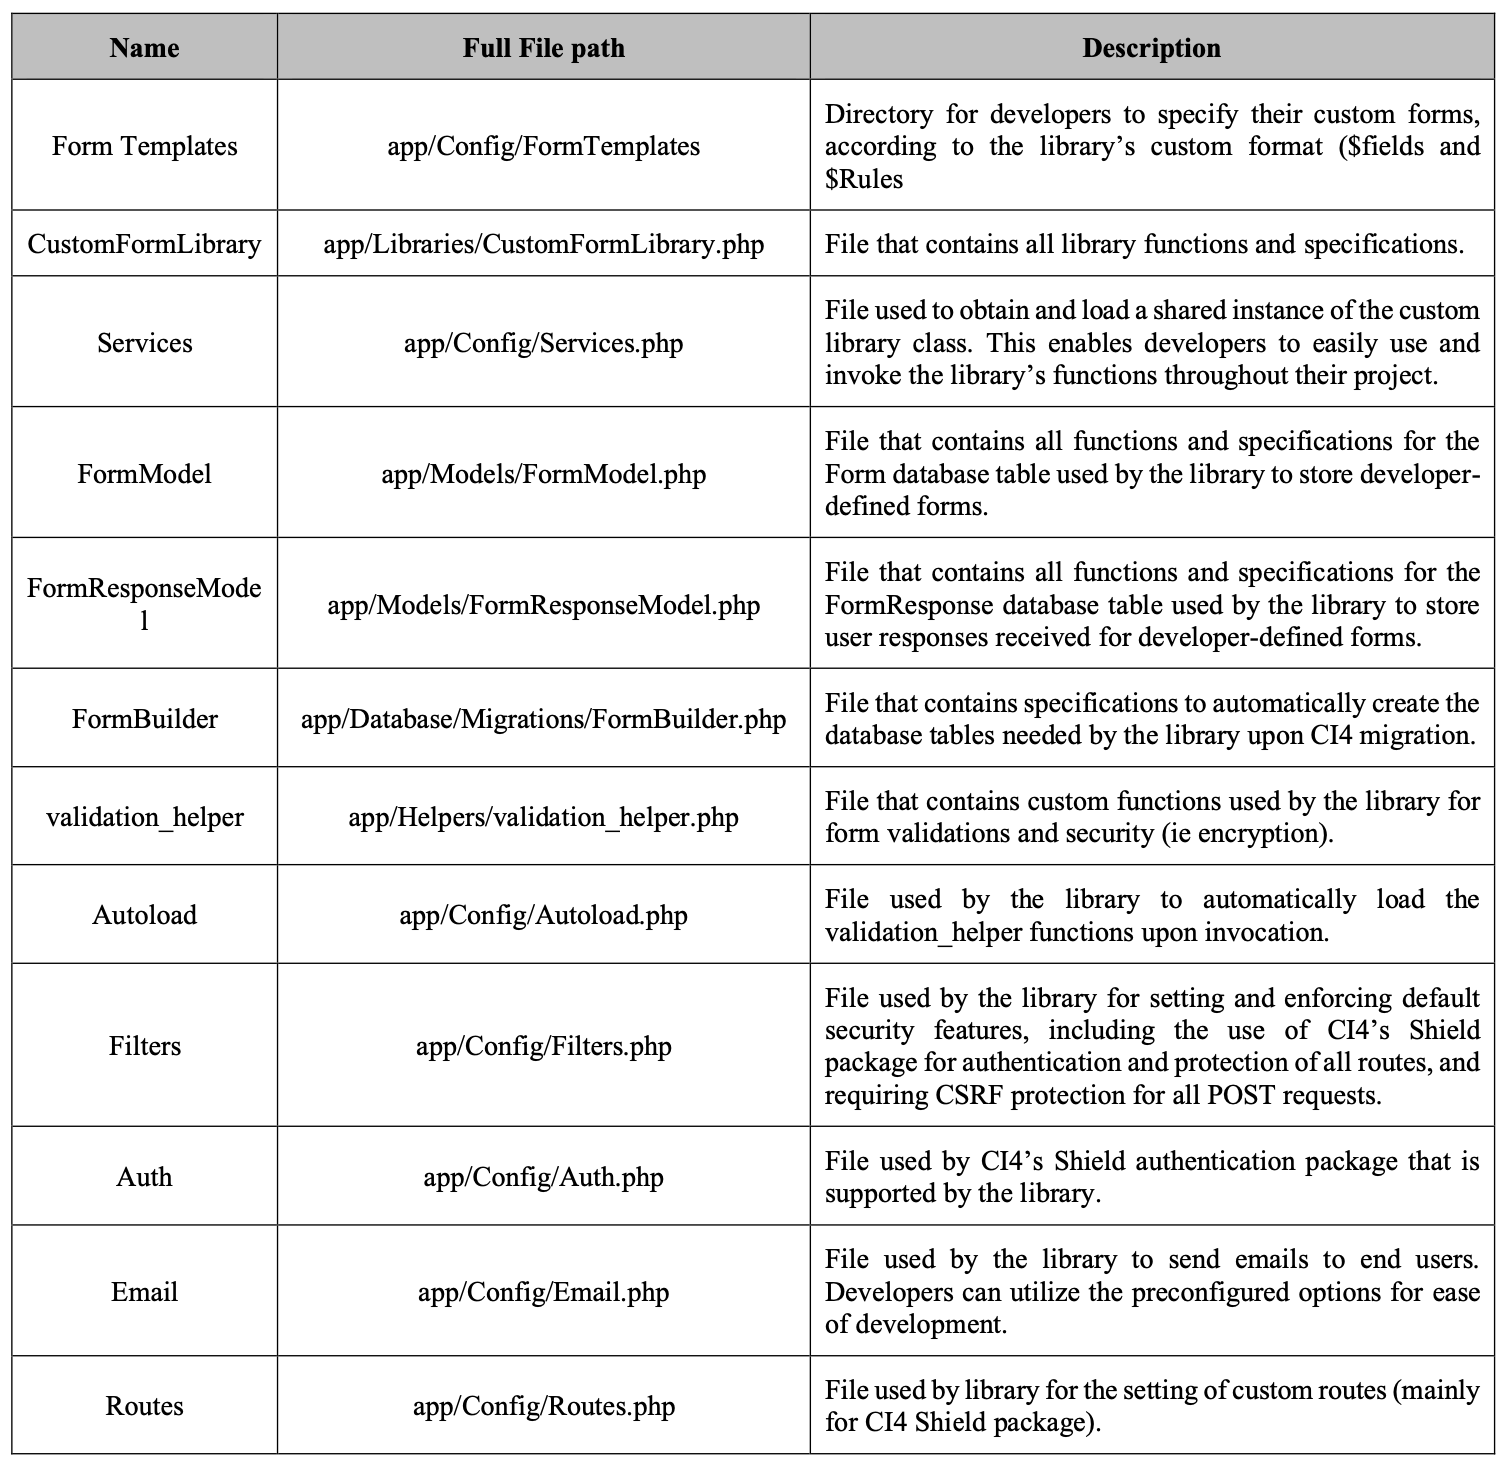 Name
Full File path
Description
Form Templates
app/Config/FormTemplates
Directory for developers to specify their custom forms,
according to the library’s custom format ($fields and
$Rules
CustomFormLibrary
app/Libraries/CustomFormLibrary.php
File that contains all library functions and specifications.
Services
app/Config/Services.php
File used to obtain and load a shared instance of the custom
library class. This enables developers to easily use and
invoke the library’s functions throughout their project.
FormModel
app/Models/FormModel.php
File that contains all functions and specifications for the
Form database table used by the library to store developer-
defined forms.
FormResponseMode
l
app/Models/FormResponseModel.php
File that contains all functions and specifications for the
FormResponse database table used by the library to store
user responses received for developer-defined forms.
FormBuilder
app/Database/Migrations/FormBuilder.php
File that contains specifications to automatically create the
database tables needed by the library upon CI4 migration.
validation_helper
app/Helpers/validation_helper.php
File that contains custom functions used by the library for
form validations and security (ie encryption).
Autoload
app/Config/Autoload.php
File used by the library to automatically load the
validation_helper functions upon invocation.
Filters
app/Config/Filters.php
File used by the library for setting and enforcing default
security features, including the use of CI4’s Shield
package for authentication and protection of all routes, and
requiring CSRF protection for all POST requests.
Auth
app/Config/Auth.php
File used by CI4’s Shield authentication package that is
supported by the library.
Email
app/Config/Email.php
File used by the library to send emails to end users.
Developers can utilize the preconfigured options for ease
of development.
Routes
app/Config/Routes.php
File used by library for the setting of custom routes (mainly
for CI4 Shield package).